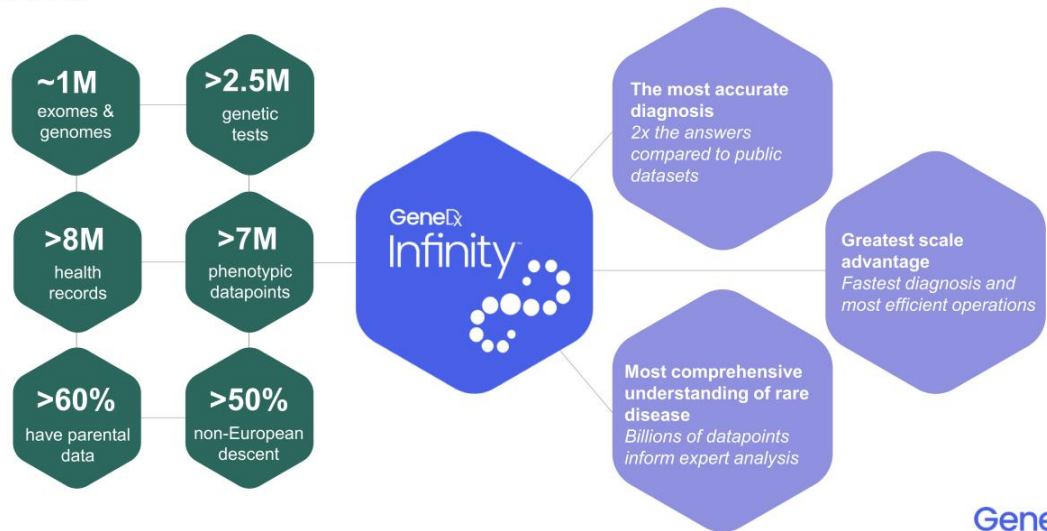 ~1M
exomes &
genomes
>2.5M
genetic
tests
>8M
health
records
>7M
phenotypic
datapoints
>60%
have parental
data
>50%
non-European
descent
GeneDx
Infinity™
The most accurate
diagnosis
2x the answers
compared to public
datasets
Greatest scale
advantage
Fastest diagnosis and
most efficient operations
Most comprehensive
understanding of rare
disease
Billions of datapoints
inform expert analysis
Gene